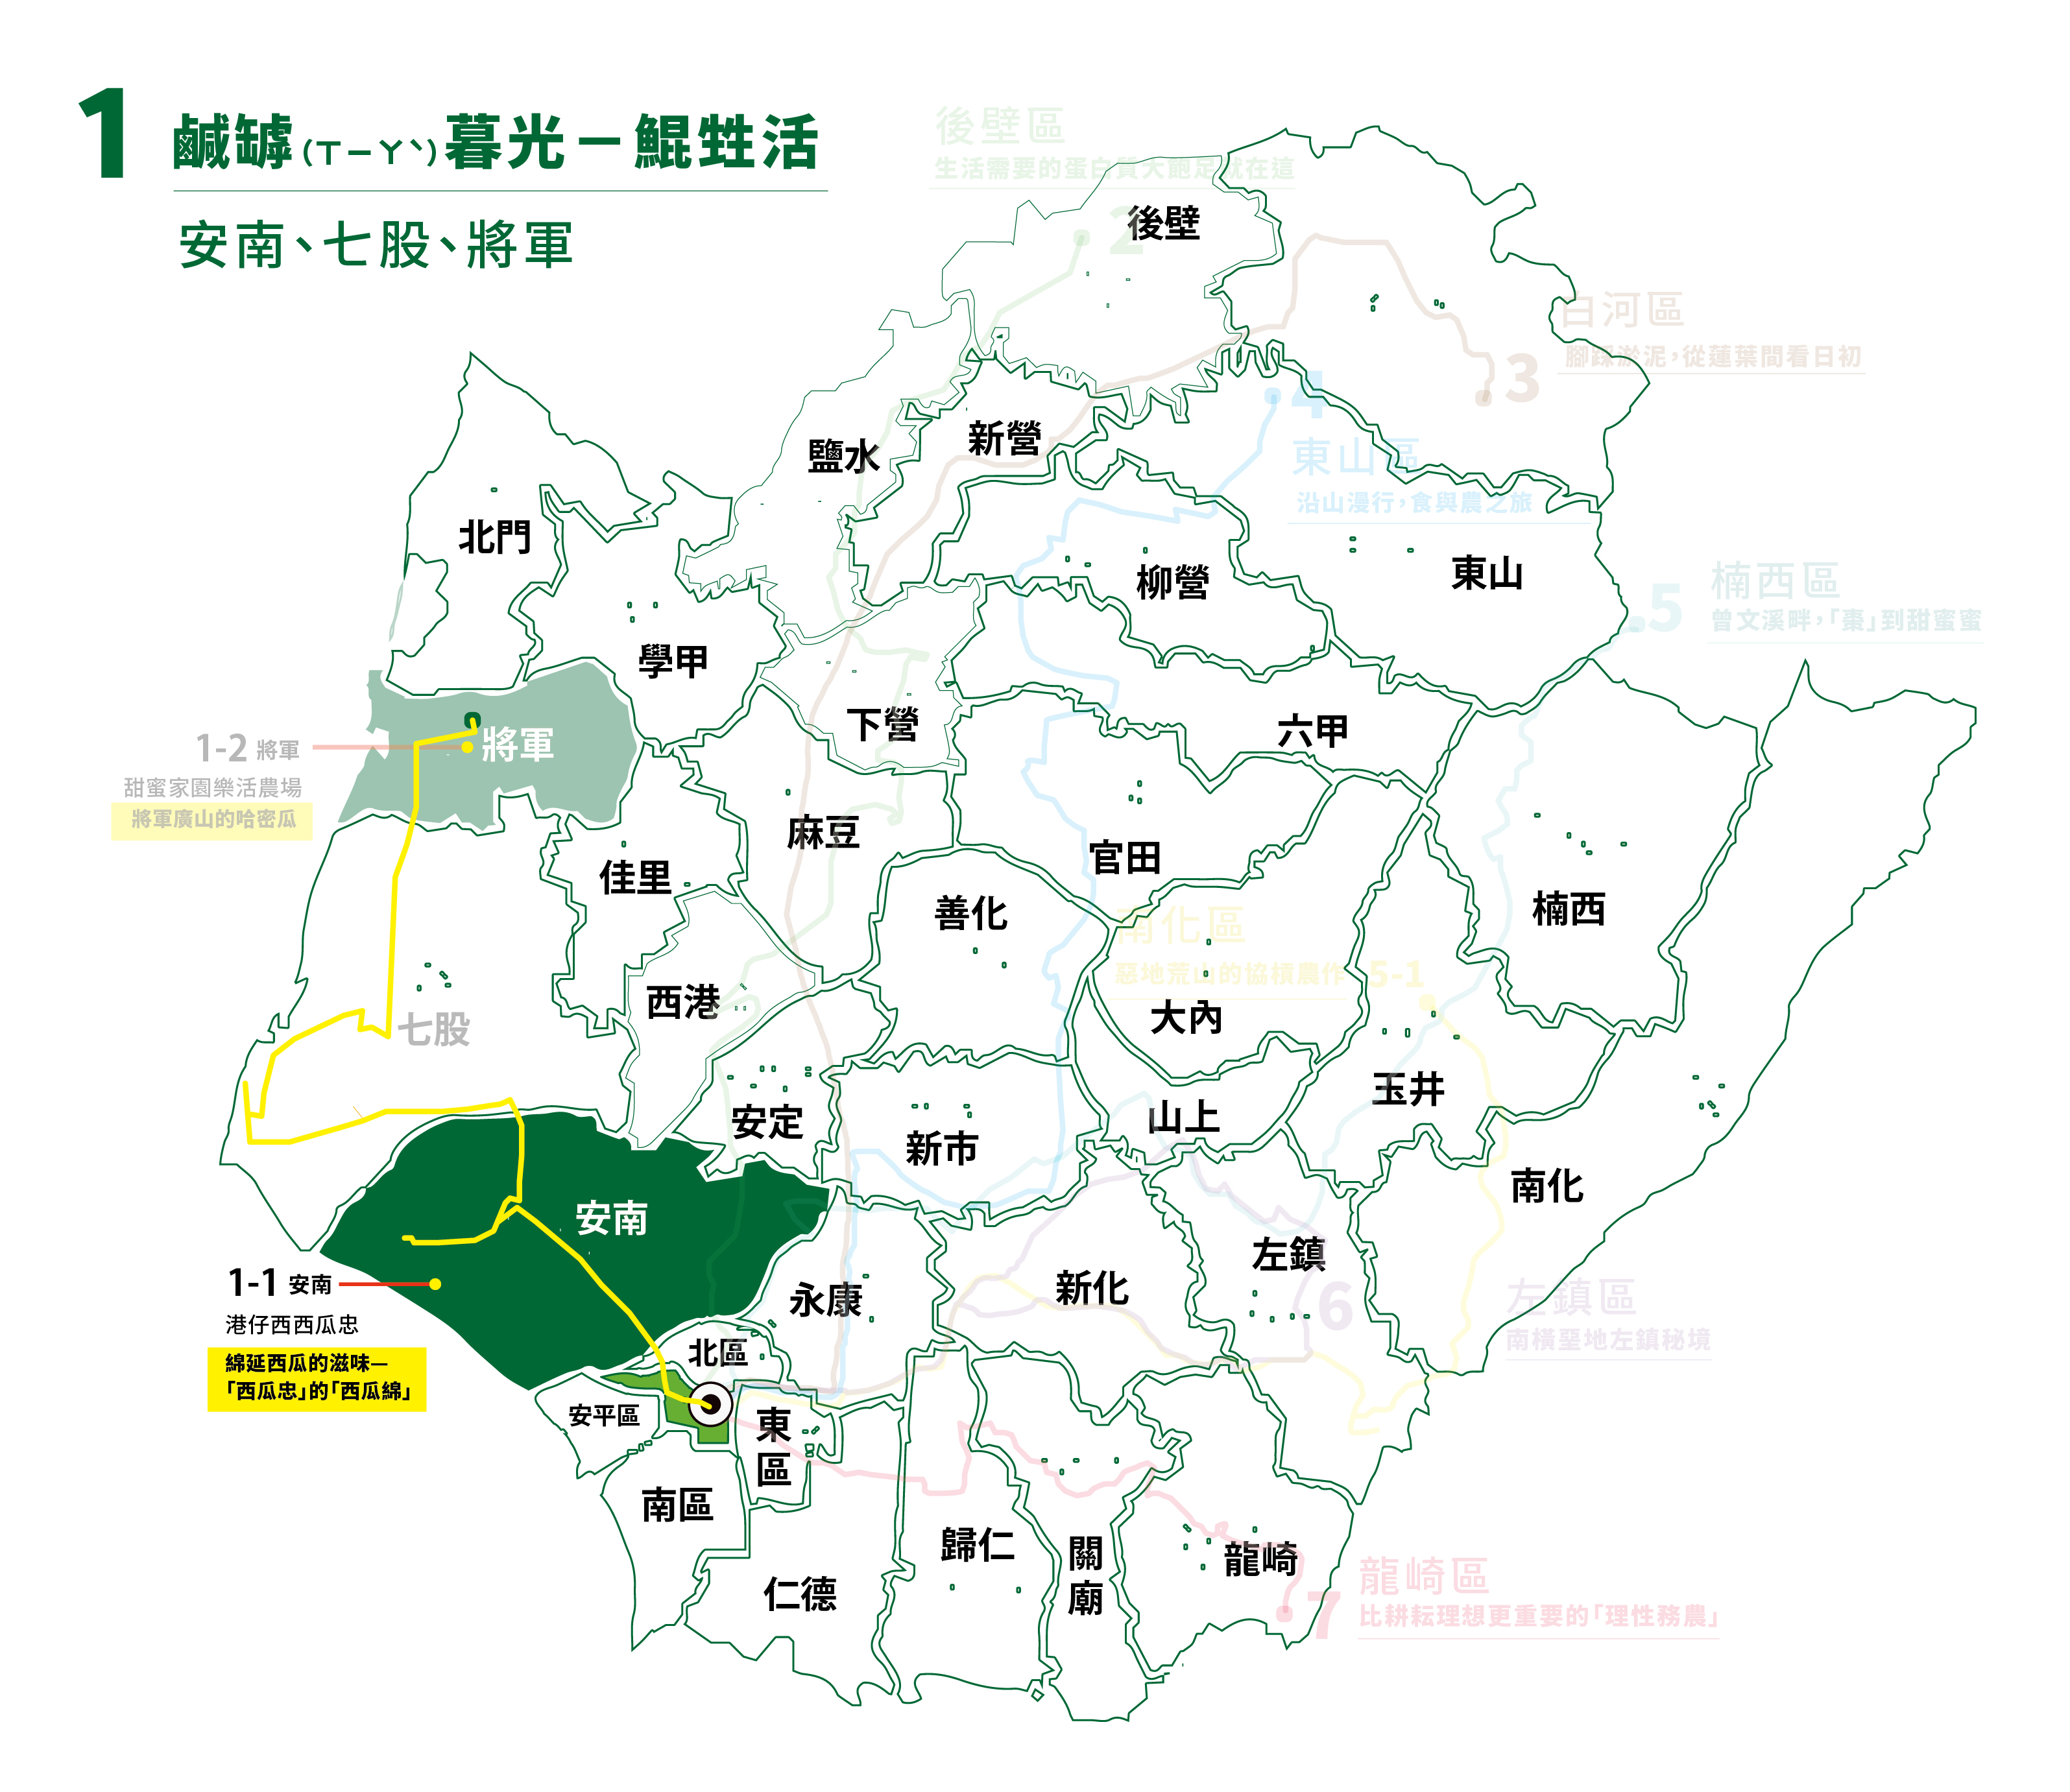 1
鹹罅(ㄒㄧㄚˋ)暮光－鯤甡活
安南、七股、將軍
後壁區
生活需要的蛋白質大飽足就在這
2
後壁
白河區
腳踩淤泥，從蓮葉間看日初
3
4
東山區
沿山漫行，食與農之旅
新營
鹽水
北門
柳營
東山
楠西區
.5
曾文溪畔，「棗」到甜蜜蜜
學甲
下營
六甲
將軍
1-2 將軍
甜蜜家園樂活農場
將軍廣山的哈密瓜
麻豆
官田
佳里
善化
楠西
南化區
惡地荒山的協槓農作
5-1
西港
七股
大內
玉井
安定
山上
新市
南化
安南
左鎮
1-1 安南
港仔西西瓜忠
綿延西瓜的滋味—
「西瓜忠」的「西瓜綿」
永康
新化
6
左鎮區
南橫堊地左鎮秘境
北區
安平區
東區
南區
歸仁
關廟
龍崎
仁德
龍崎區
7
比耕耘理想更重要的「理性務農」